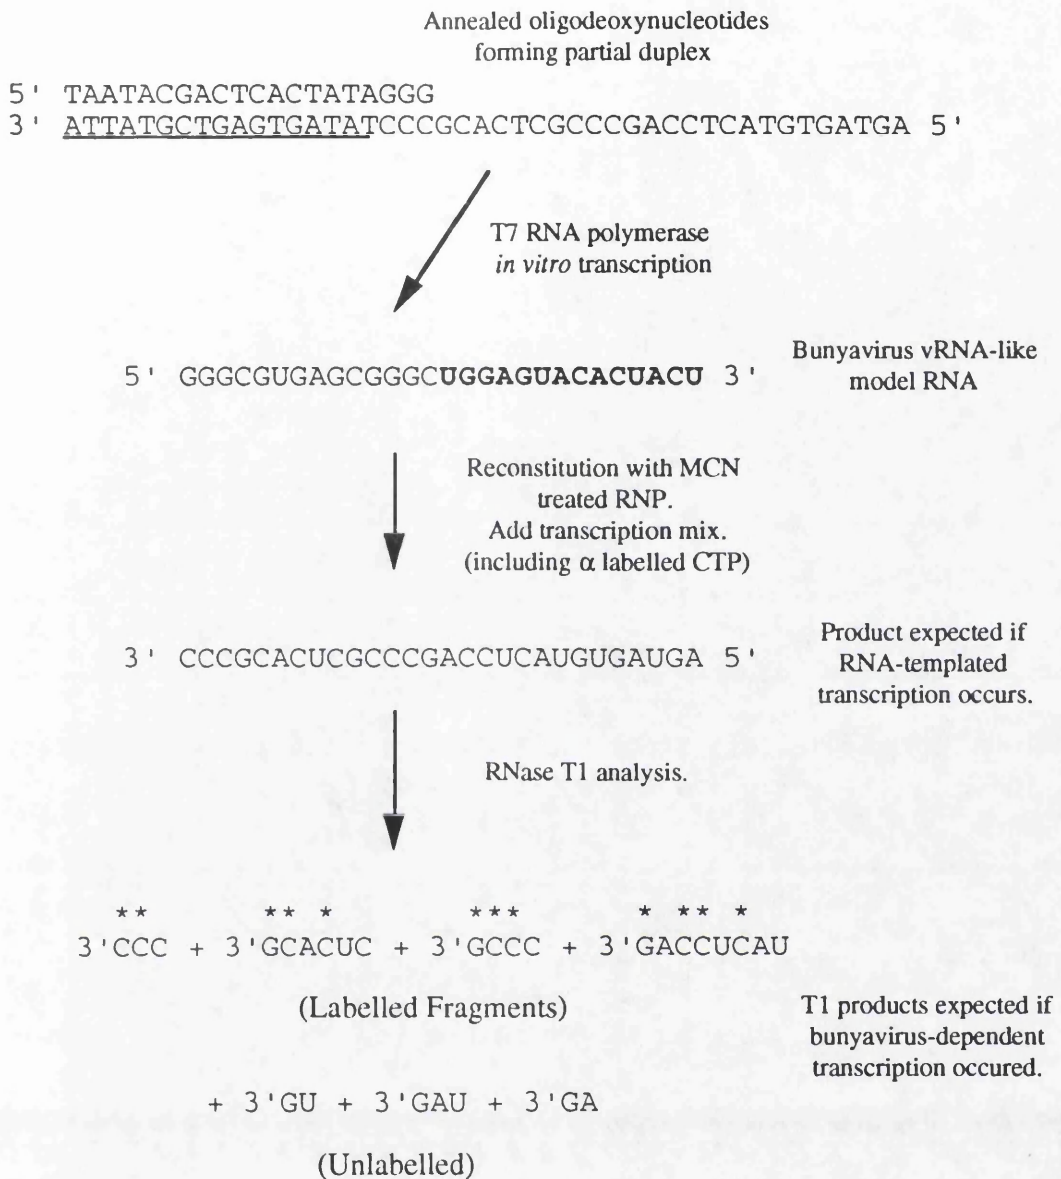 Annealed oligodeoxynucleotides
forming partial duplex
5' TAATACGACTCACTATAGGG
3' ATTATGCTGAGTGATATCCCGCACTCGCCCGACCTCATGTGATGA 5'
T7 RNA polymerase
in vitro transcription
5' GGGCGUGAGCGGGCUGGAGUACACUACU 3'
Bunyavirus vRNA-like
model RNA
Reconstitution with MCN
treated RNP.
Add transcription mix.
(including α labelled CTP)
3' CCCGCACUCGCCCGACCUCAUGUGAUGA 5'
Product expected if
RNA-templated
transcription occurs.
RNase T1 analysis.
** ** * *** * ** *
3'CCC + 3'GCACUC + 3'GCCC + 3'GACCUCAU
(Labelled Fragments)
T1 products expected if
bunyavirus-dependent
transcription occured.
+ 3'GU + 3'GAU + 3'GA
(Unlabelled)